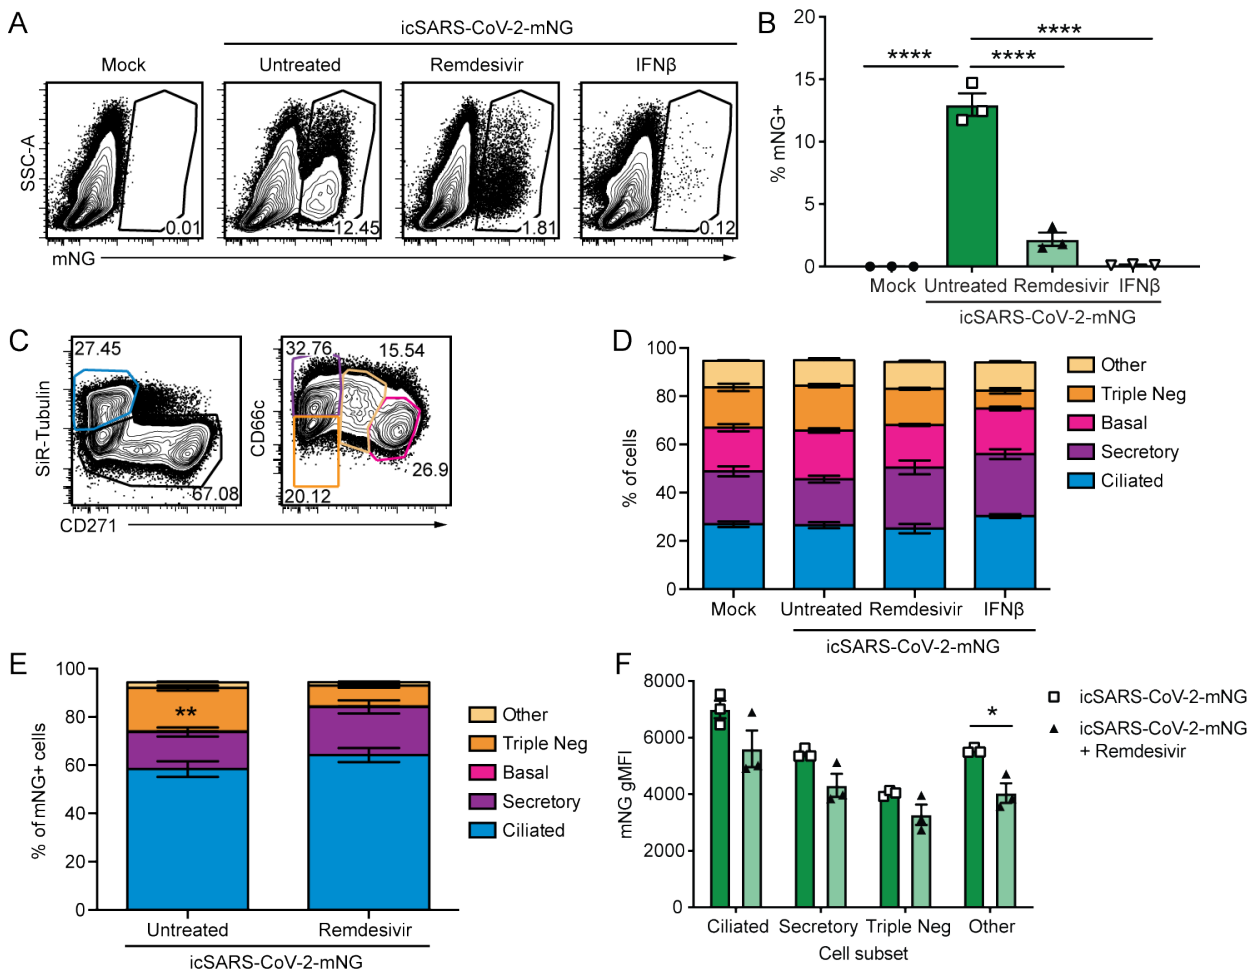 A
icSARS-CoV-2-mNG
Mock
Untreated
Remdesivir
IFNβ
SSC-A
0.01
12.45
1.81
0.12
mNG
B
20
15
10
5
0
% mNG+
****
****
****
Mock
Untreated
Remdesivir
IFNβ
icSARS-CoV-2-mNG
C
27.45
67.08
SiR-Tubulin
CD271
32.76
15.54
26.9
20.12
CD66c
D
100
80
60
40
20
0
% of cells
Mock
Untreated
Remdesivir
IFNβ
icSARS-CoV-2-mNG
Other
Triple Neg
Basal
Secretory
Ciliated
E
100
80
60
40
20
0
% of mNG+ cells
**
Untreated
Remdesivir
icSARS-CoV-2-mNG
Other
Triple Neg
Basal
Secretory
Ciliated
F
8000
6000
4000
2000
0
mNG gMFI
*
Ciliated
Secretory
Triple Neg
Other
Cell subset
icSARS-CoV-2-mNG
icSARS-CoV-2-mNG
+ Remdesivir